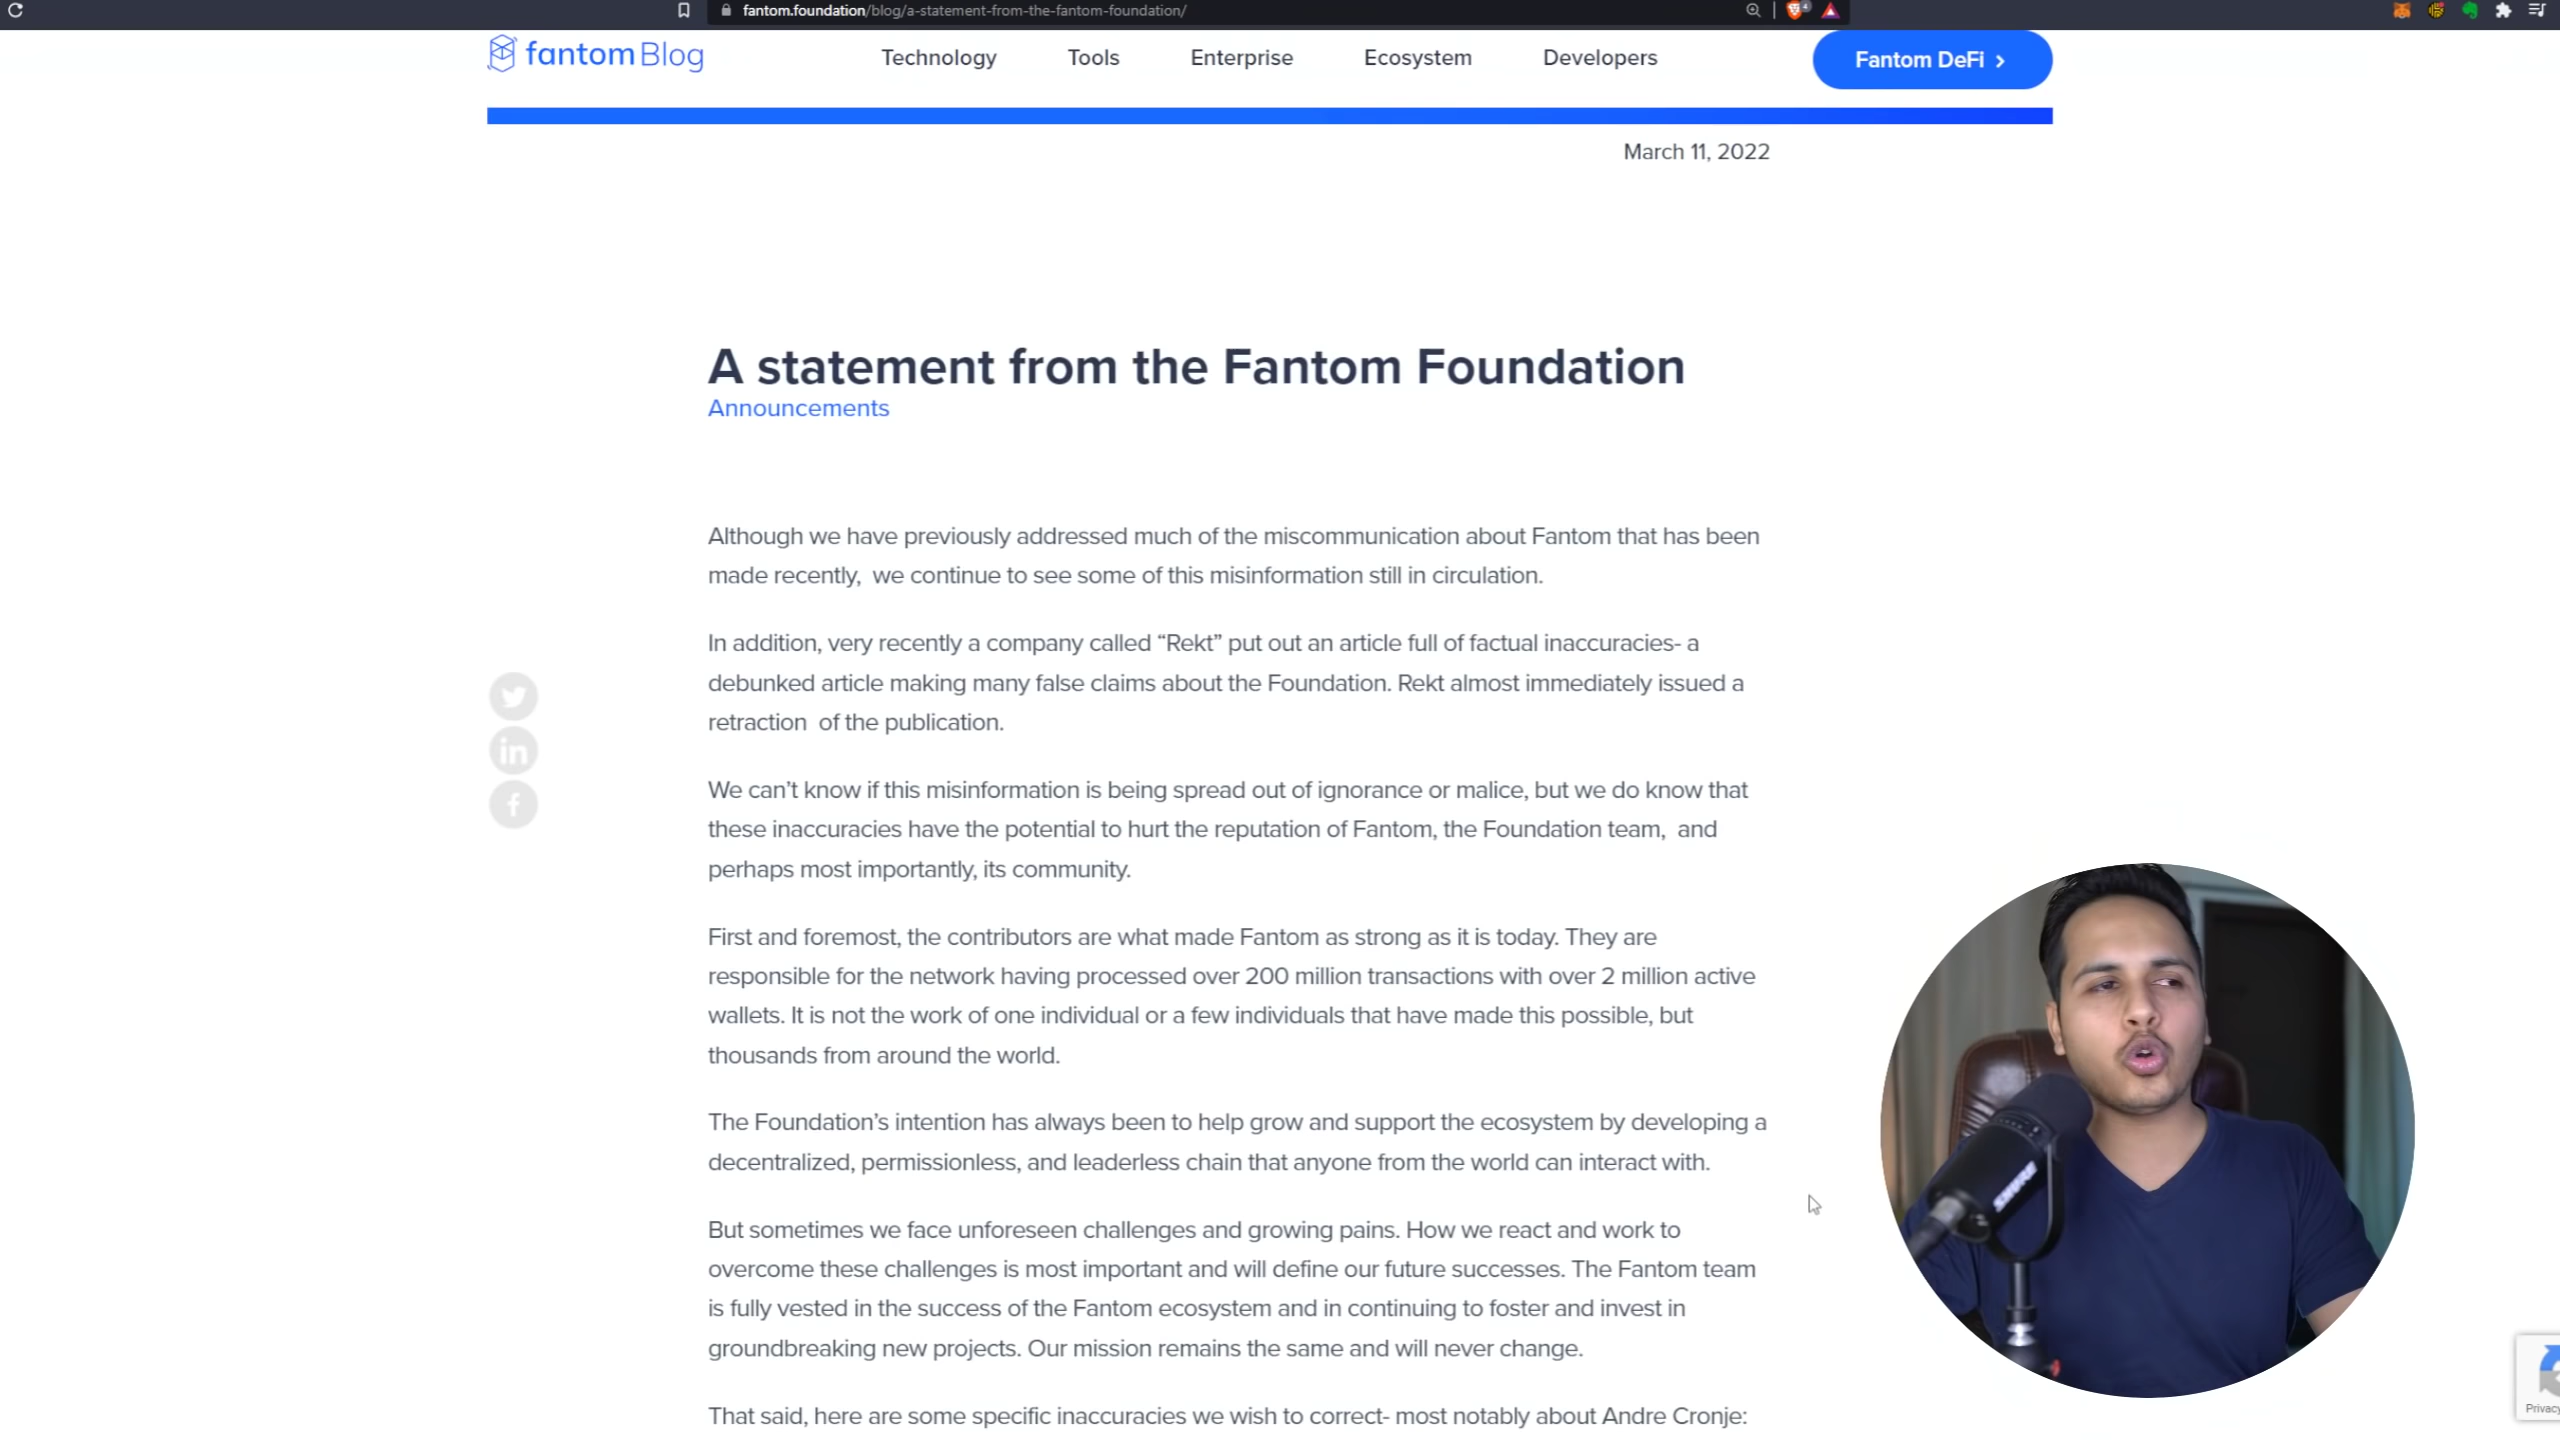 fantom.foundation/blog/a-statement-from-the-fantom-foundation/
4
fantom Blog
Technology
Tools
Enterprise
Ecosystem
Developers
Fantom DeFi
March 11, 2022
A statement from the Fantom Foundation
Announcements
Although we have previously addressed much of the miscommunication about Fantom that has been
made recently,  we continue to see some of this misinformation still in circulation.
In addition, very recently a company called “Rekt” put out an article full of factual inaccuracies- a
debunked article making many false claims about the Foundation. Rekt almost immediately issued a
retraction  of the publication.
We can’t know if this misinformation is being spread out of ignorance or malice, but we do know that
these inaccuracies have the potential to hurt the reputation of Fantom, the Foundation team,  and
perhaps most importantly, its community.
First and foremost, the contributors are what made Fantom as strong as it is today. They are
responsible for the network having processed over 200 million transactions with over 2 million active
wallets. It is not the work of one individual or a few individuals that have made this possible, but
thousands from around the world.
The Foundation’s intention has always been to help grow and support the ecosystem by developing a
decentralized, permissionless, and leaderless chain that anyone from the world can interact with.
But sometimes we face unforeseen challenges and growing pains. How we react and work to
overcome these challenges is most important and will define our future successes. The Fantom team
is fully vested in the success of the Fantom ecosystem and in continuing to foster and invest in
groundbreaking new projects. Our mission remains the same and will never change.
That said, here are some specific inaccuracies we wish to correct- most notably about Andre Cronje:
in
f
SHURE
Privacy